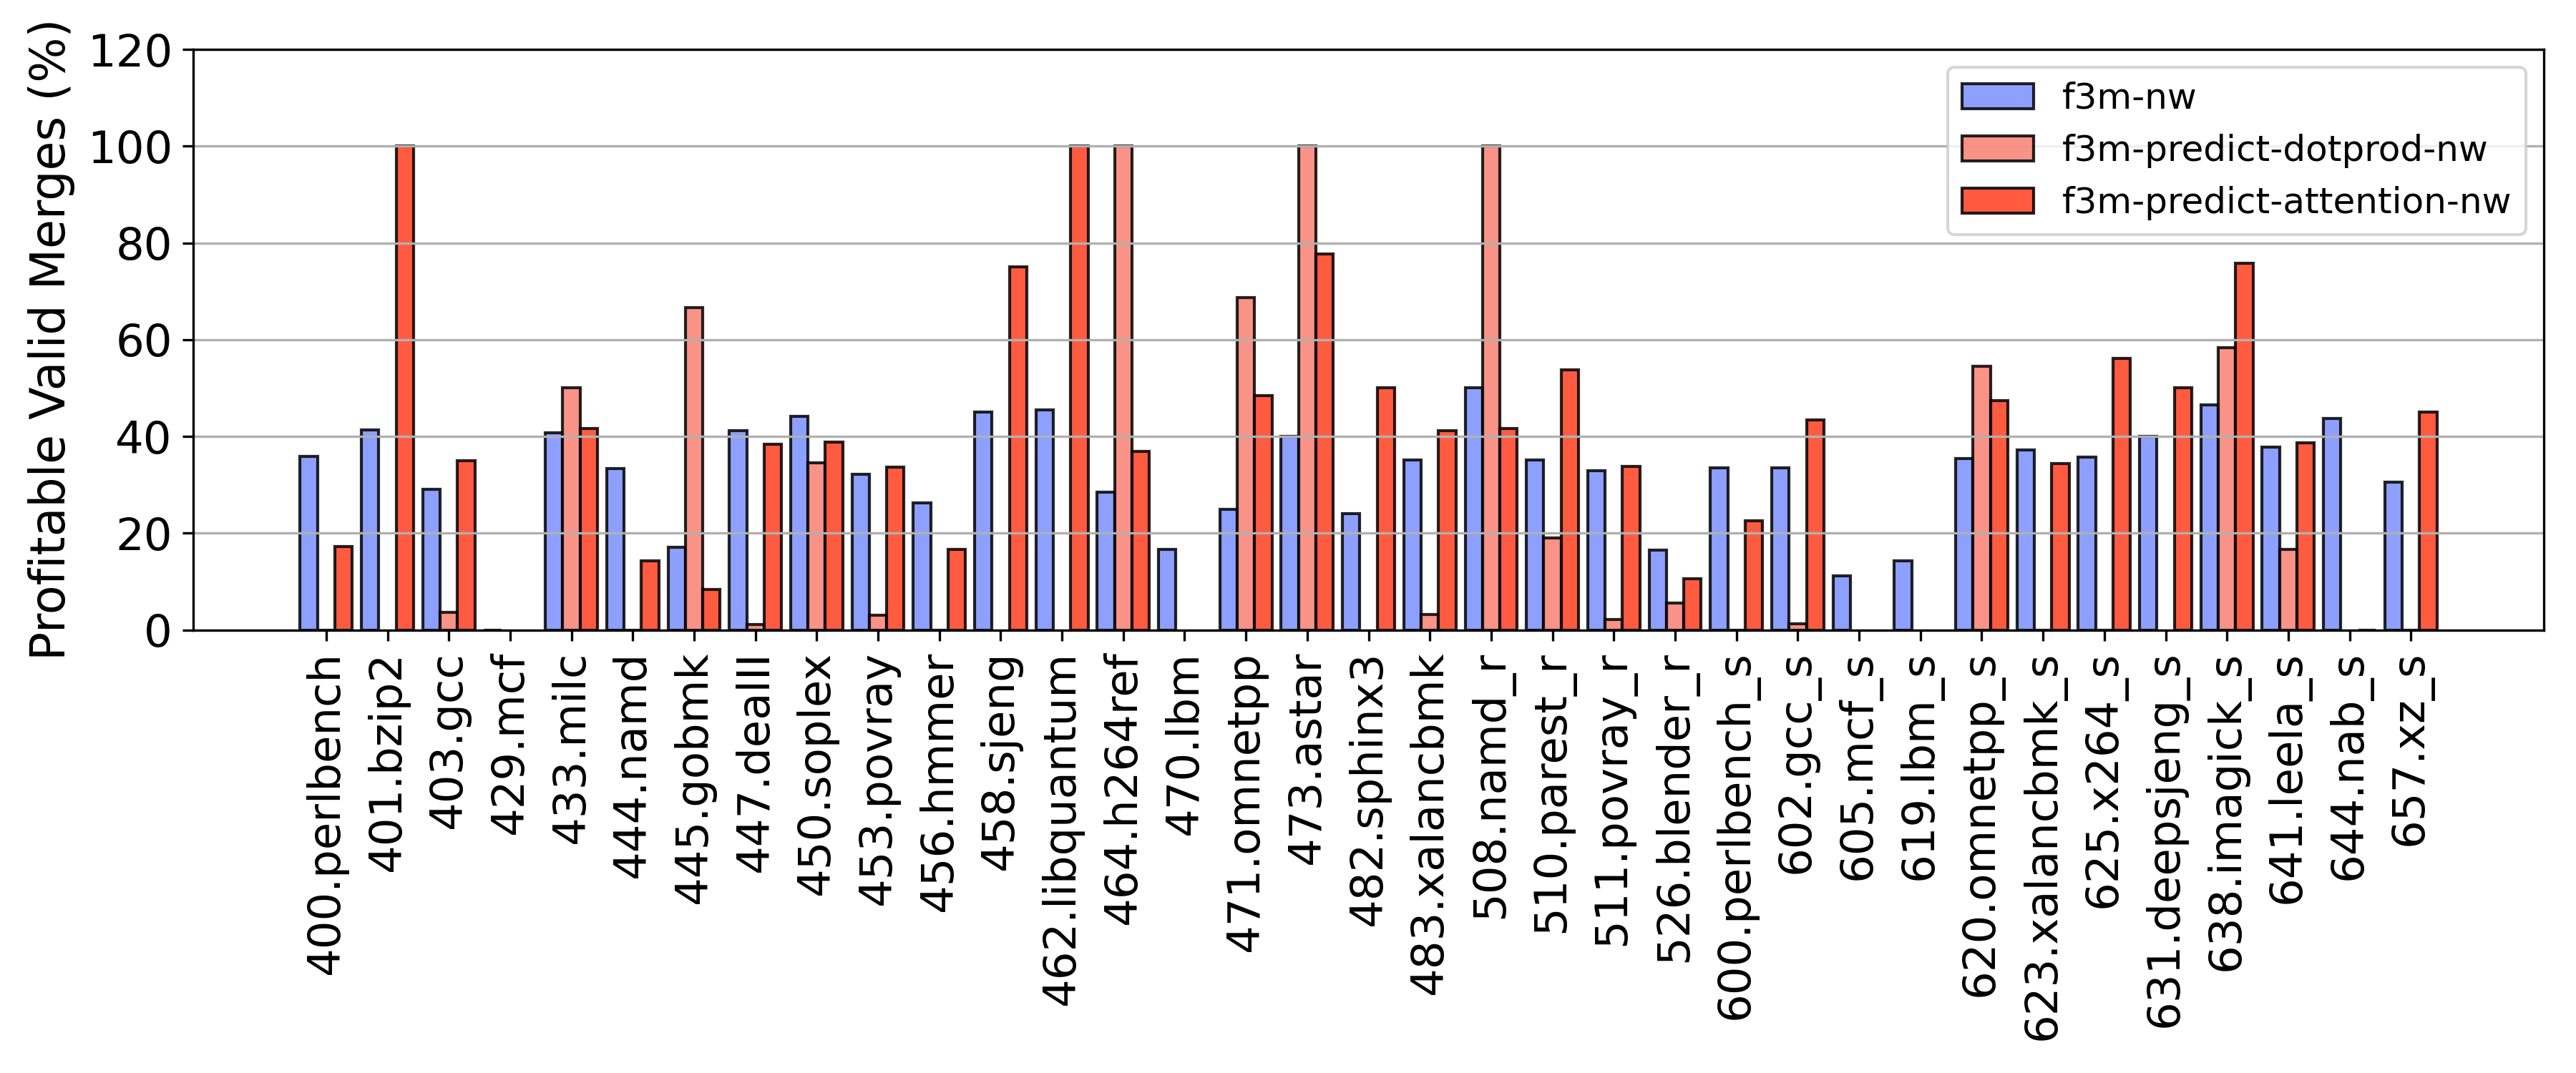 Profitable Valid Merges (%)
120
100
80
60
40
20
0
f3m-nw
f3m-predict-dotprod-nw
f3m-predict-attention-nw
400.perlbench
401.bzip2
403.gcc
429.mcf
433.milc
444.namd
445.gobmk
447.dealII
450.soplex
453.povray
456.hmmer
458.sjeng
462.libquantum
464.h264ref
470.lbm
471.omnetpp
473.astar
482.sphinx3
483.xalancbmk
508.namd_r
510.parest_r
511.povray_r
526.blender_r
600.perlbench_s
602.gcc_s
605.mcf_s
619.lbm_s
620.omnetpp_s
623.xalancbmk_s
625.x264_s
631.deepsjeng_s
638.imagick_s
641.leela_s
644.nab_s
657.xz_s